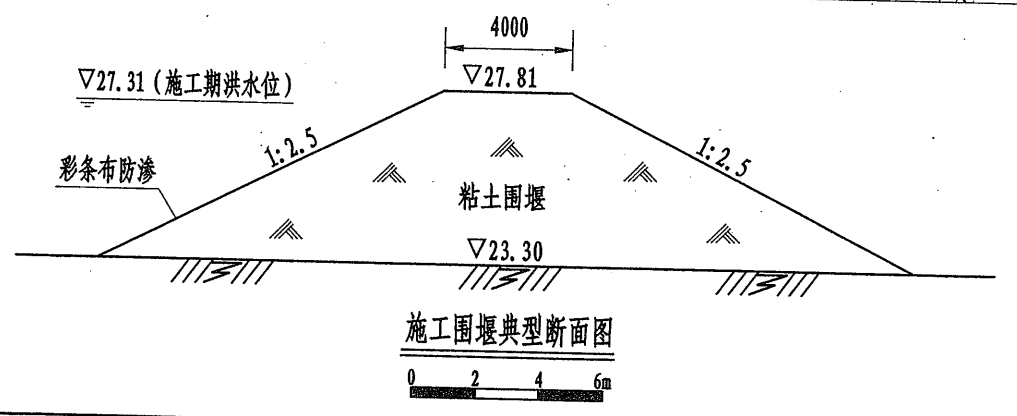 4000
▽27.31(施工期洪水位)
▽27.81
1:2.5
1:2.5
彩条布防渗
粘土围堰
▽23.30
施工围堰典型断面图
0 2 4 6m